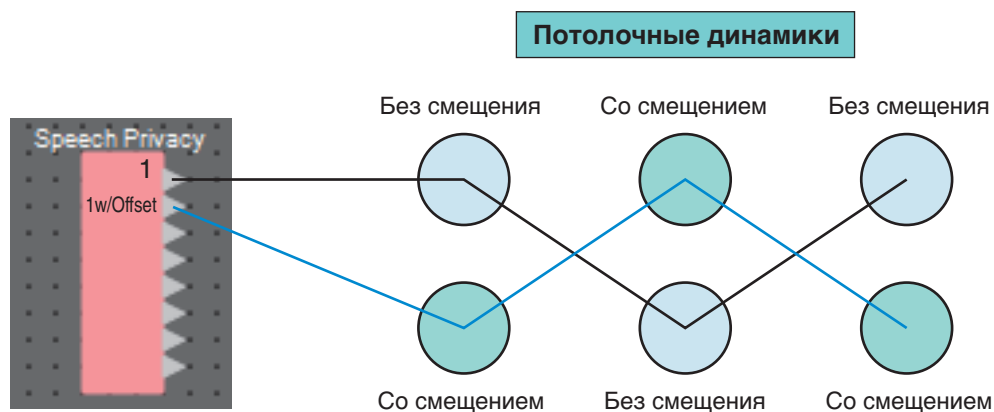 Потолочные динамики
Без смещения
Со смещением
Без смещения
Speech Privacy
1
1w/Offset
Со смещением
Без смещения
Со смещением